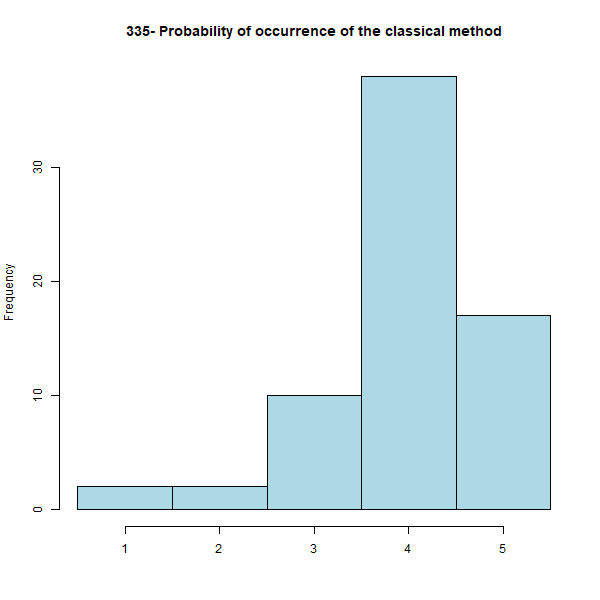 335- Probability of occurrence of the classical method
Frequency
30
20
10
0
1 2 3 4 5